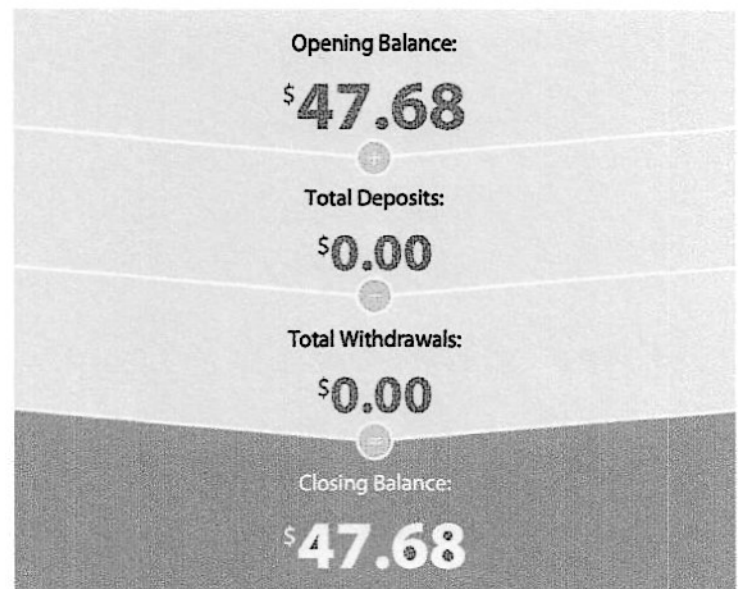 Opening Balance:
$47.68
+
Total Deposits:
$0.00
-
Total Withdrawals:
$0.00
=
Closing Balance:
$47.68